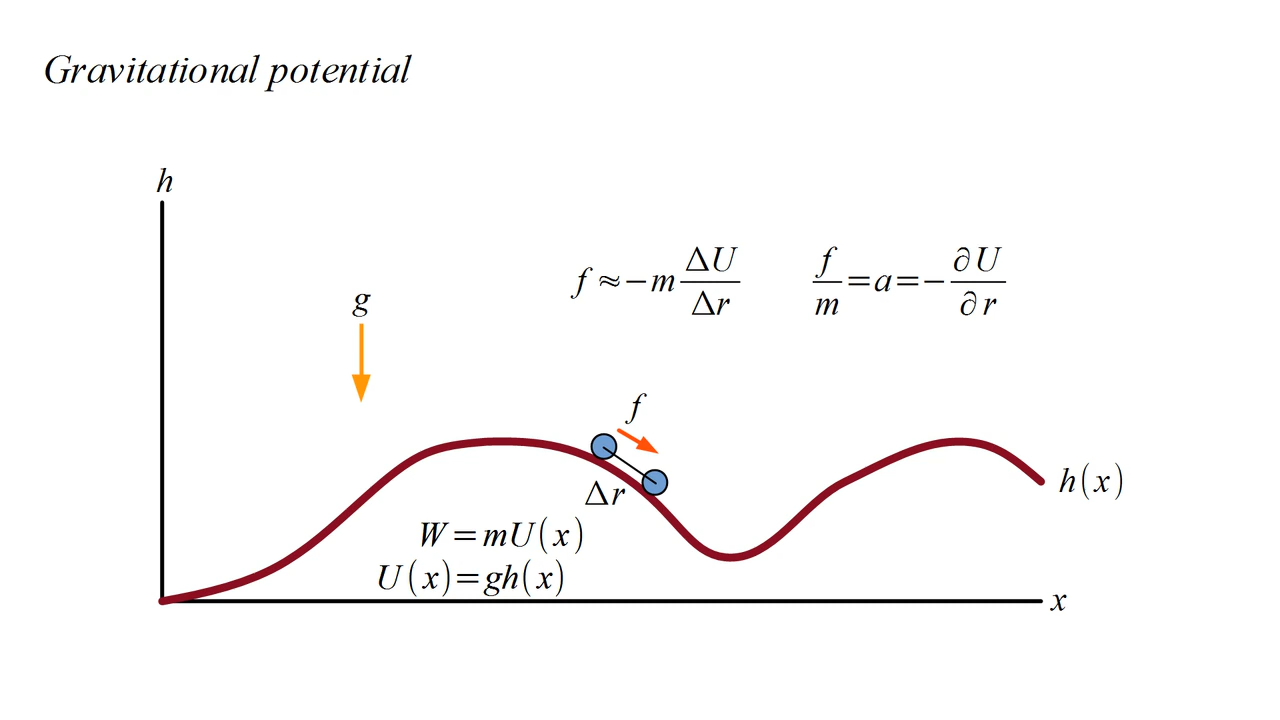 Gravitational potential
h
f≈−m ΔU/Δr
f/m=a=−∂U/∂r
g
f
Δr
h(x)
W=mU(x)
U(x)=gh(x)
x